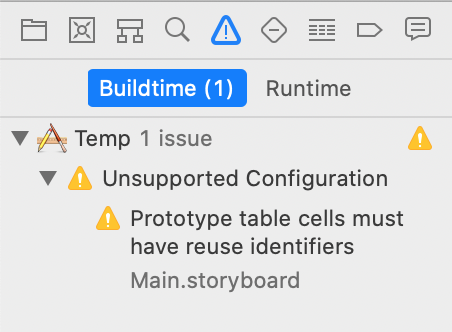 Buildtime (1) Runtime
Temp 1 issue
Unsupported Configuration
Prototype table cells must
have reuse identifiers
Main.storyboard